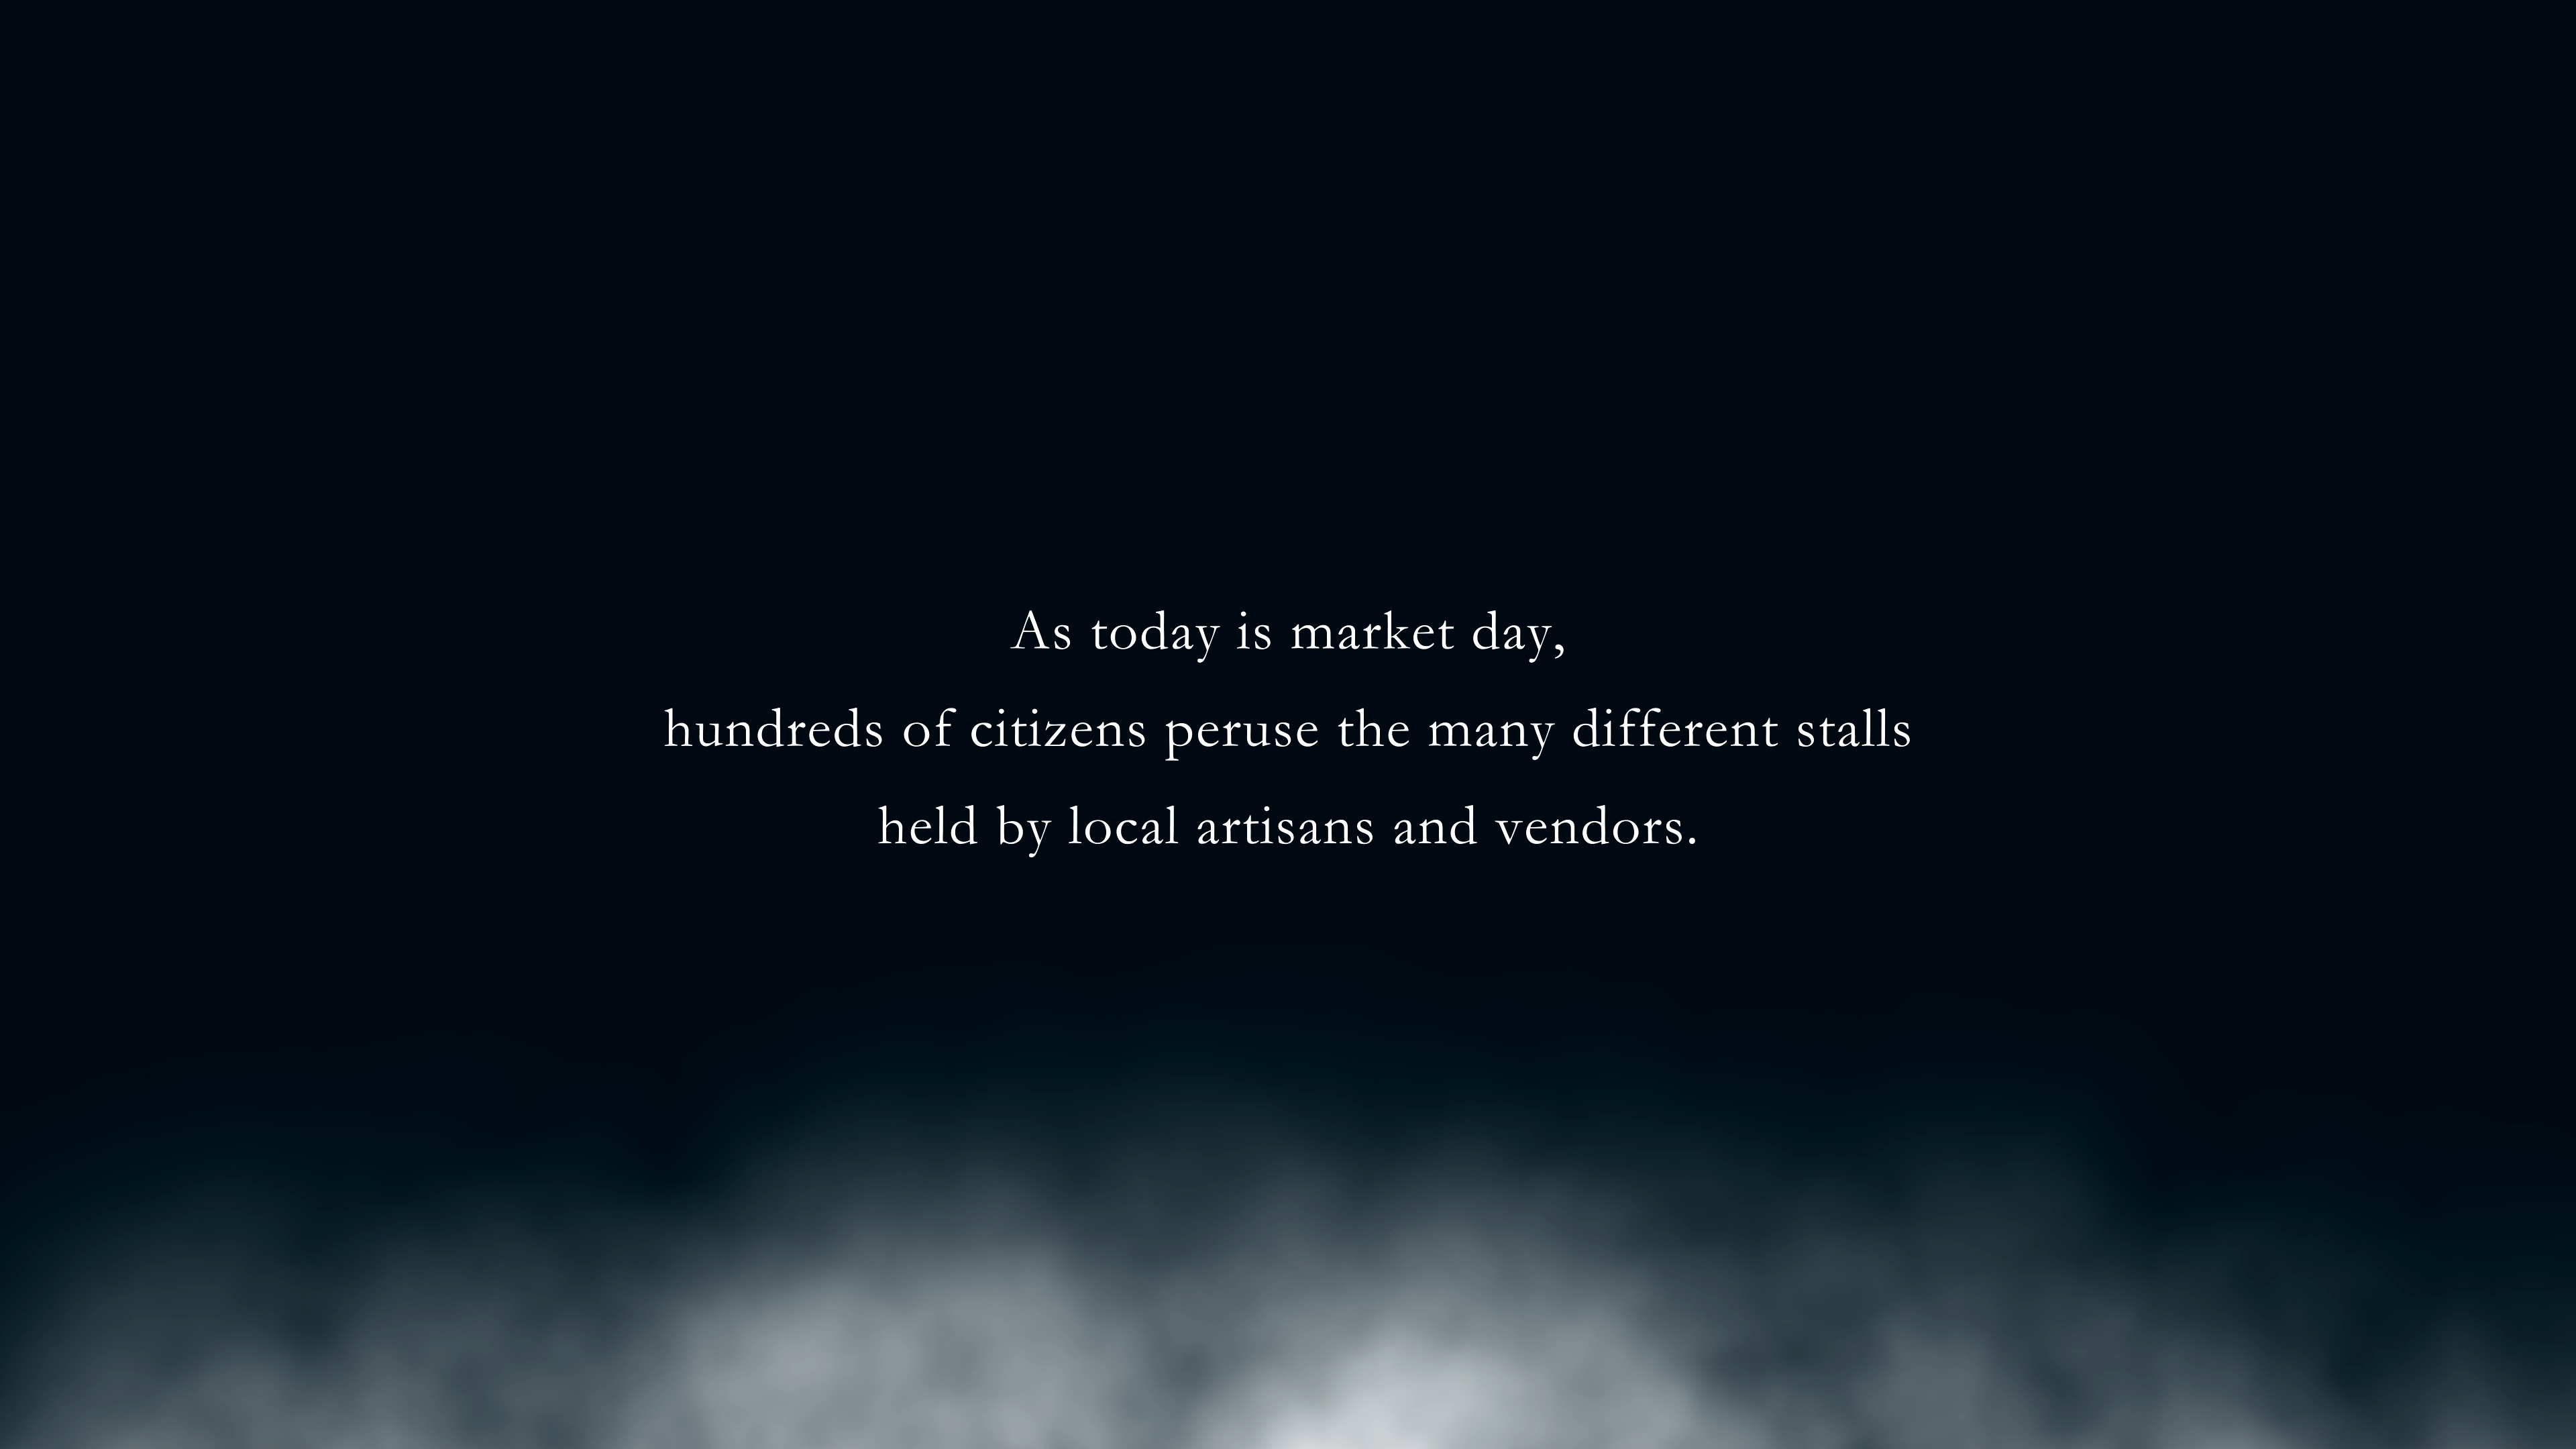 As today is market day,
hundreds of citizens peruse the many different stalls
held by local artisans and vendors.